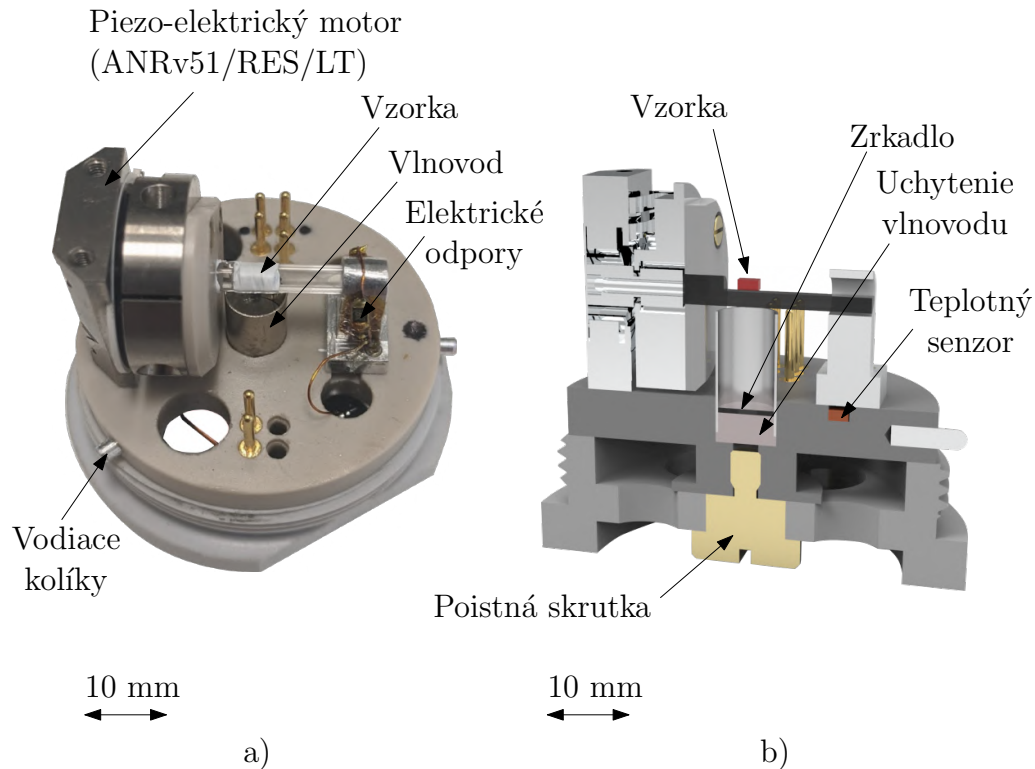 Piezo-elektrický motor
(ANRv51/RES/LT)
Vzorka
Vlnovod
Elektrické
odpory
Vodiace
kolíky
10 mm
a)
Vzorka
Zrkadlo
Uchytenie
vlnovodu
Teplotný
senzor
Poistná skrutka
10 mm
b)